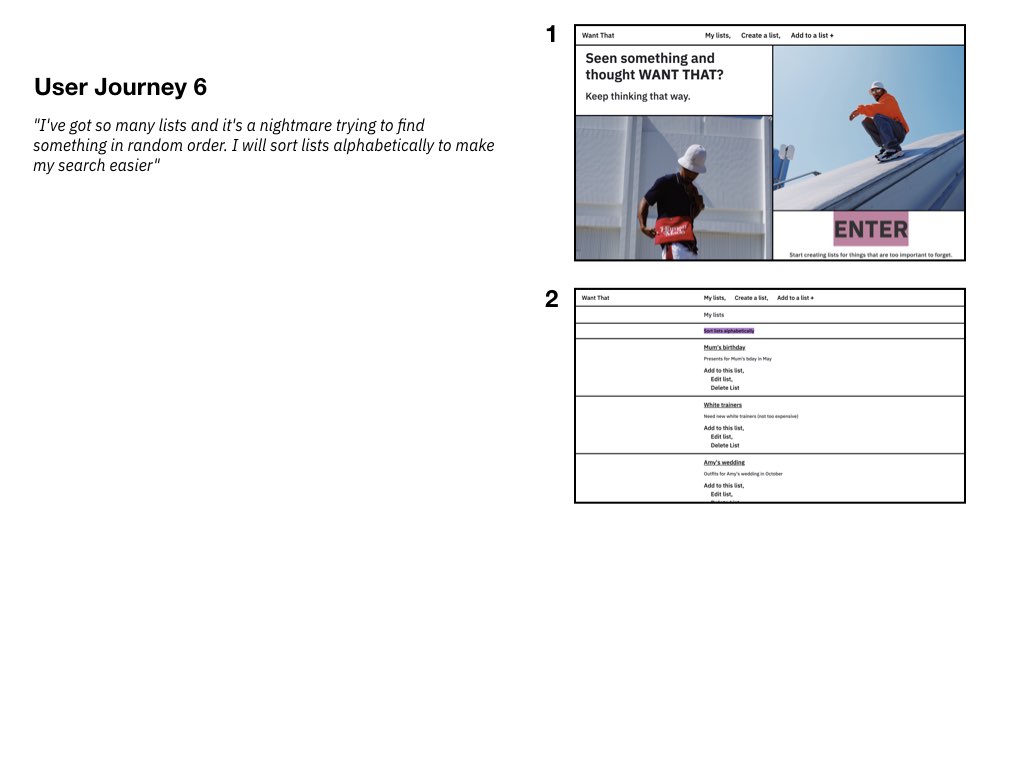 User Journey 6
"I've got so many lists and it's a nightmare trying to find
something in random order. I will sort lists alphabetically to make
my search easier"
1
Want That My lists, Create a list, Add to a list +
Seen something and
thought WANT THAT?
Keep thinking that way.
ENTER
Start creating lists for things that are too important to forget.
2
Want That My lists, Create a list, Add to a list +
My lists
Sort lists alphabetically
Mum's birthday
Presents for Mum's bday in May
Add to this list,
Edit list,
Delete List
White trainers
Need new white trainers (not too expensive)
Add to this list,
Edit list,
Delete List
Amy's wedding
Outfits for Amy's wedding in October
Add to this list,
Edit list,